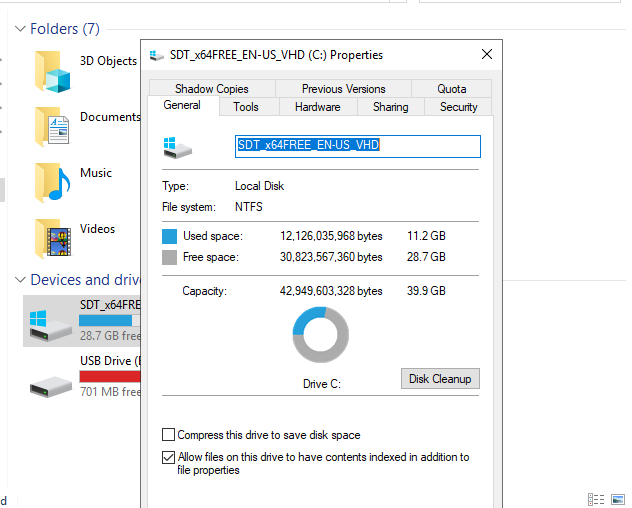 Folders (7)
3D Objects
Documents
Music
Videos
Devices and drive
SDT_x64FRE
28.7 GB free
USB Drive (
701 MB free
SDT_x64FREE_EN-US_VHD (C:) Properties
Shadow Copies Previous Versions Quota
General Tools Hardware Sharing Security
SDT_x64FREE_EN-US_VHD
Type: Local Disk
File system: NTFS
Used space: 12,126,035,968 bytes 11.2 GB
Free space: 30,823,567,360 bytes 28.7 GB
Capacity: 42,949,603,328 bytes 39.9 GB
Drive C:
Disk Cleanup
Compress this drive to save disk space
Allow files on this drive to have contents indexed in addition to
file properties
d